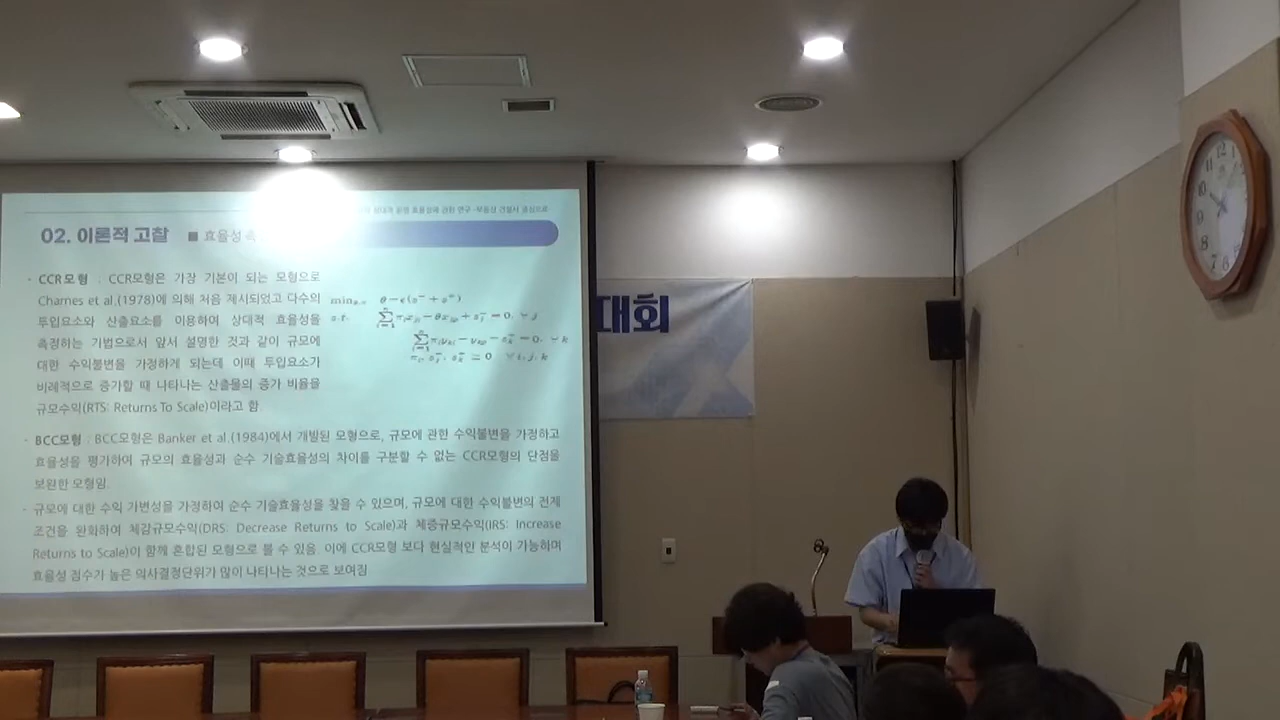 상대적 운영 효율성에 관한 연구
02. 이론적 고찰 ■ 효율성
- CCR모형 : CCR모형은 가장 기본이 되는 모형으로
Charnes et al.(1978)에 의해 처음 제시되었고 다수의
투입요소와 산출요소를 이용하여 상대적 효율성을
측정하는 기법으로서 앞서 설명한 것과 같이 규모에
대한 수익불변을 가정하게 되는데 이때 투입요소가
비례적으로 증가할 때 나타나는 산출물의 증가 비율을
규모수익(RTS: Returns To Scale)이라고 함
- BCC모형 : BCC모형은 Banker et al.(1984)에서 개발된 모형으로, 규모에 관한 수익불변을 가정하고
효율성을 평가하여 규모의 효율성과 순수 기술효율성의 차이를 구분할 수 없는 CCR모형의 단점을
보완한 모형임
- 규모에 대한 수익 가변성을 가정하여 순수 기술효율성을 찾을 수 있으며, 규모에 대한 수익불변의 전제
조건을 완화하여 체감규모수익(DRS: Decrease Returns to Scale)과 체증규모수익(IRS: Increase
Returns to Scale)이 함께 혼합된 모형으로 볼 수 있음. 이에 CCR모형 보다 현실적인 분석이 가능하며
효율성 점수가 높은 의사결정단위가 많이 나타나는 것으로 보여짐
대회